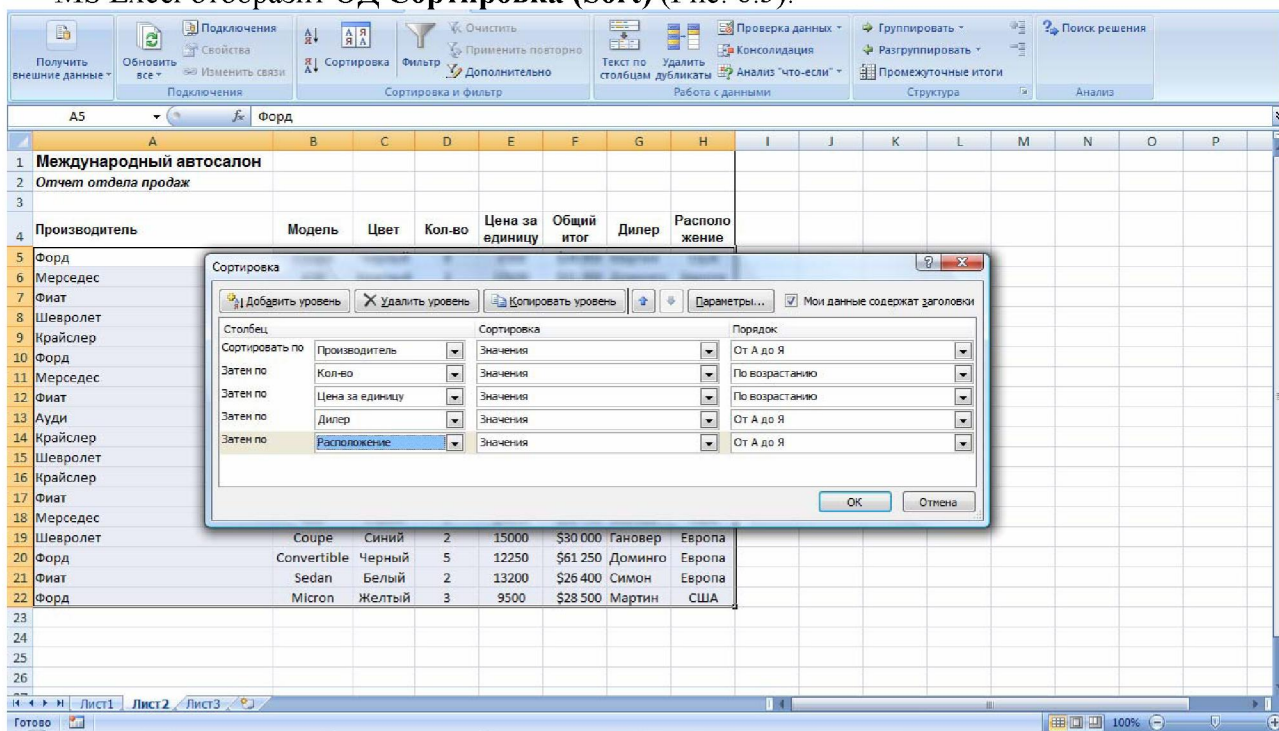 MS Excel отобразит ОД Сортировка (Sort) (Рис. 6.5).
Получить внешние данные
Обновить все
Подключения
Свойства
Изменить связи
Подключения
Сортировка
Фильтр
Очистить
Применить повторно
Дополнительно
Сортировка и фильтр
Текст по столбцам
Удалить дубликаты
Проверка данных
Консолидация
Анализ "что-если"
Работа с данными
Группировать
Разгруппировать
Промежуточные итоги
Структура
Поиск решения
Анализ
A5 fx Форд
A B C D E F G H I J K L M N O P
1 Международный автосалон
2 Отчет отдела продаж
3
4 Производитель Модель Цвет Кол-во Цена за единицу Общий итог Дилер Располо жение
5 Форд
6 Мерседес
7 Фиат
8 Шевролет
9 Крайслер
10 Форд
11 Мерседес
12 Фиат
13 Ауди
14 Крайслер
15 Шевролет
16 Крайслер
17 Фиат
18 Мерседес
Сортировка
Добавить уровень Удалить уровень Копировать уровень Параметры... Мои данные содержат заголовки
Столбец Сортировка Порядок
Сортировать по Производитель Значения От А до Я
Затем по Кол-во Значения По возрастанию
Затем по Цена за единицу Значения По возрастанию
Затем по Дилер Значения От А до Я
Затем по Расположение Значения От А до Я
ОК Отмена
19 Шевролет Coupe Синий 2 15000 $30 000 Гановер Европа
20 Форд Convertible Черный 5 12250 $61 250 Доминго Европа
21 Фиат Sedan Белый 2 13200 $26 400 Симон Европа
22 Форд Micron Желтый 3 9500 $28 500 Мартин США
23
24
25
26
Лист1 Лист2 Лист3
Готово 100%